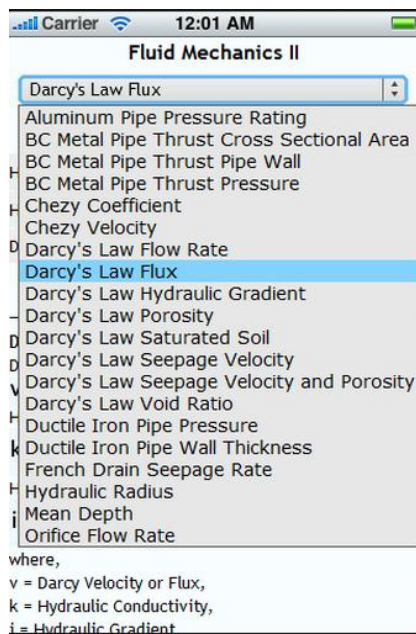 Carrier 12:01 AM
Fluid Mechanics II
Darcy's Law Flux
Aluminum Pipe Pressure Rating
BC Metal Pipe Thrust Cross Sectional Area
BC Metal Pipe Thrust Pipe Wall
BC Metal Pipe Thrust Pressure
Chezy Coefficient
Chezy Velocity
Darcy's Law Flow Rate
Darcy's Law Flux
Darcy's Law Hydraulic Gradient
Darcy's Law Porosity
Darcy's Law Saturated Soil
Darcy's Law Seepage Velocity
Darcy's Law Seepage Velocity and Porosity
Darcy's Law Void Ratio
Ductile Iron Pipe Pressure
Ductile Iron Pipe Wall Thickness
French Drain Seepage Rate
Hydraulic Radius
Mean Depth
Orifice Flow Rate
where,
v = Darcy Velocity or Flux,
k = Hydraulic Conductivity,
i = Hydraulic Gradient